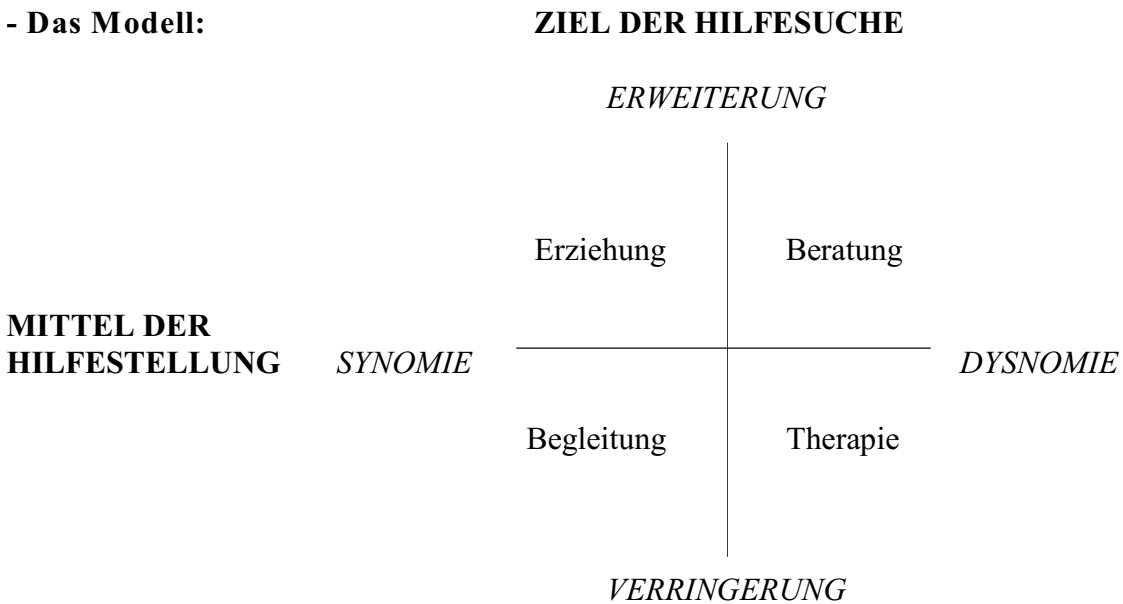 - Das Modell: ZIEL DER HILFESUCHE
ERWEITERUNG
Erziehung Beratung
MITTEL DER
HILFESTELLUNG SYNOMIE DYSNOMIE
Begleitung Therapie
VERRINGERUNG